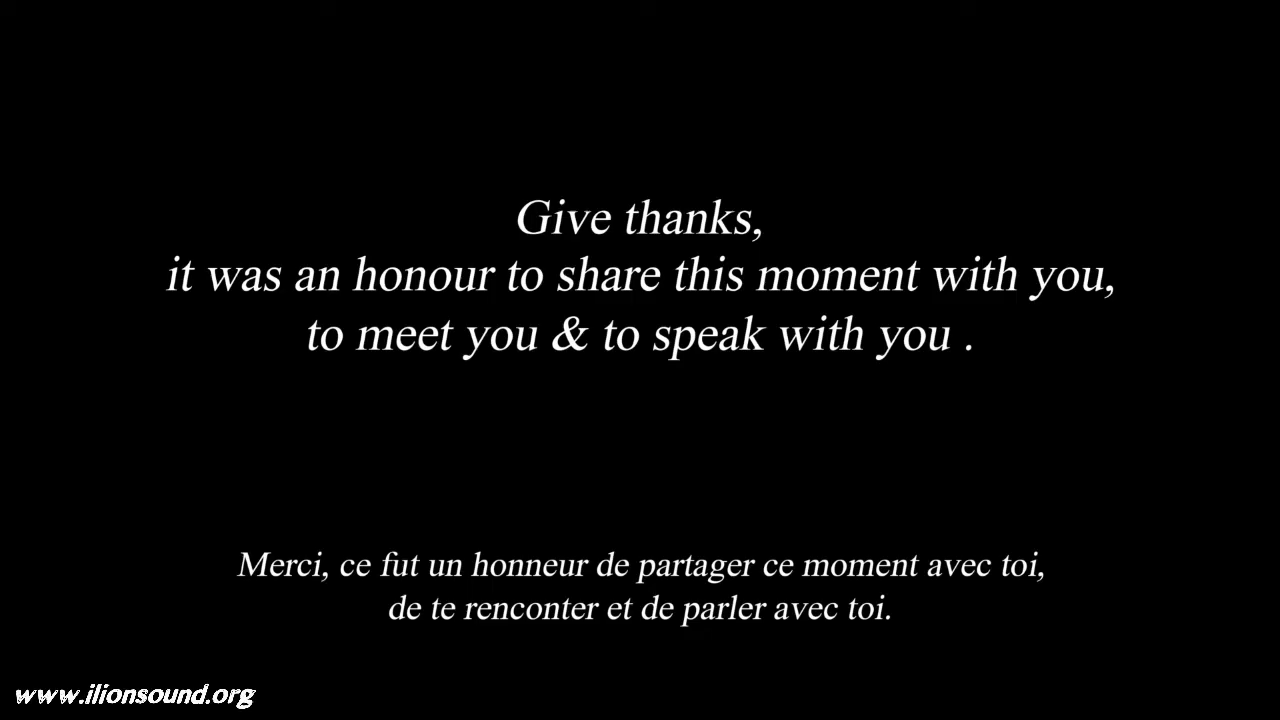 Give thanks,
it was an honour to share this moment with you,
to meet you & to speak with you .
Merci, ce fut un honneur de partager ce moment avec toi,
de te renconter et de parler avec toi.
www.ilionsound.org